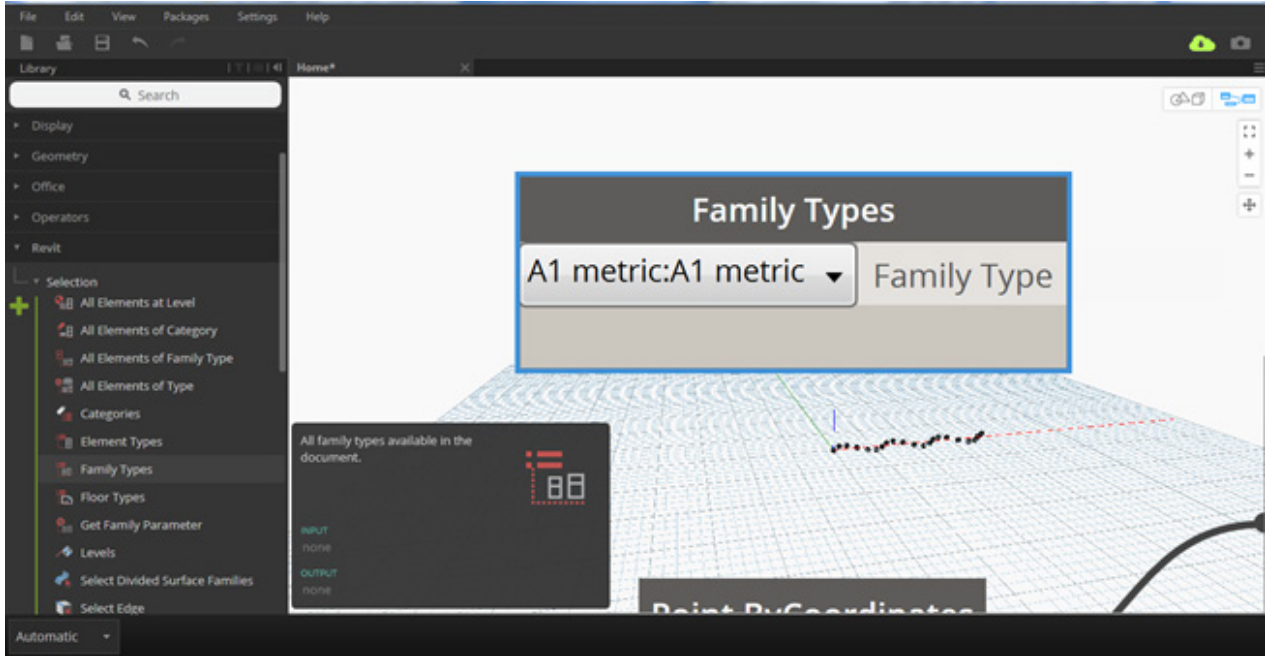 File Edit View Packages Settings Help
Library
Home*
Search
Display
Geometry
Office
Operators
Revit
Selection
All Elements at Level
All Elements of Category
All Elements of Family Type
All Elements of Type
Categories
Element Types
Family Types
Floor Types
Get Family Parameter
Levels
Select Divided Surface Families
Select Edge
Family Types
A1 metric:A1 metric
Family Type
All family types available in the
document.
INPUT
none
OUTPUT
none
Point.ByCoordinates
Automatic